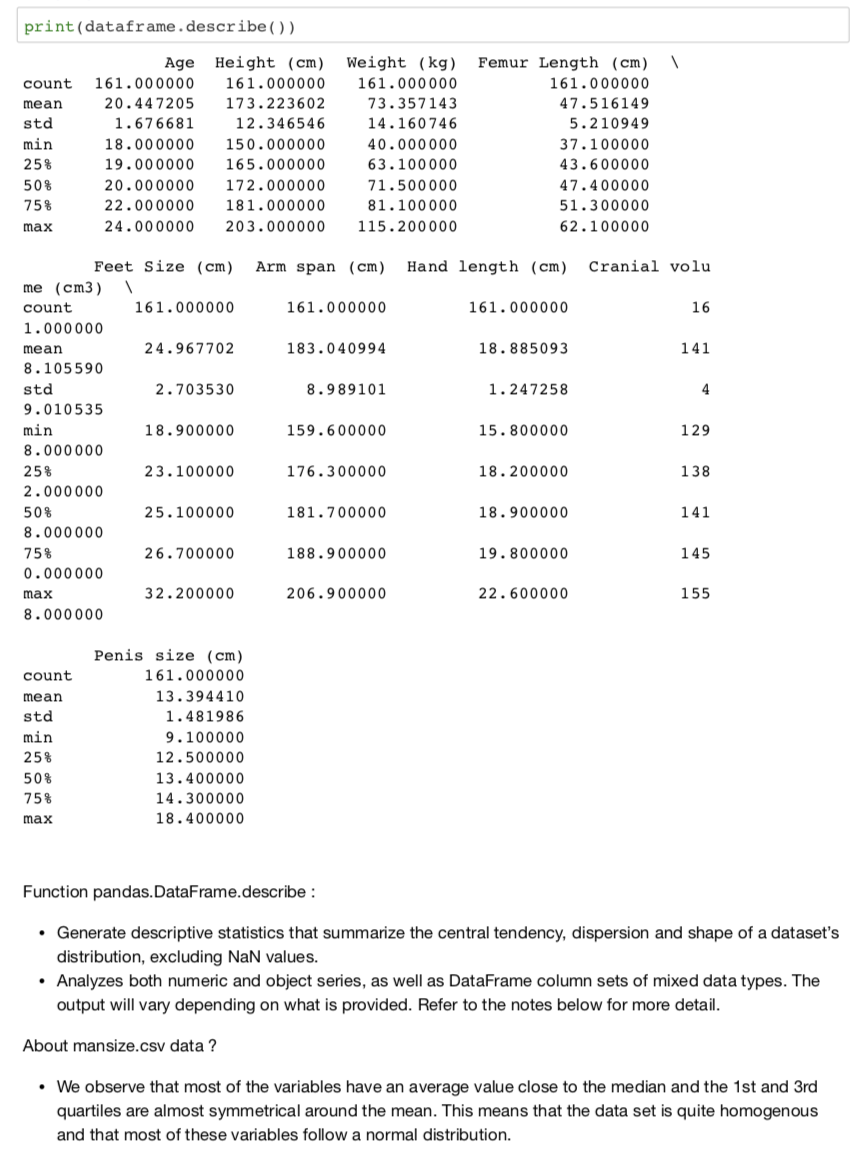 print(dataframe.describe())
Age Height (cm) Weight (kg) Femur Length (cm) \
count 161.000000 161.000000 161.000000 161.000000
mean 20.447205 173.223602 73.357143 47.516149
std 1.676681 12.346546 14.160746 5.210949
min 18.000000 150.000000 40.000000 37.100000
25% 19.000000 165.000000 63.100000 43.600000
50% 20.000000 172.000000 71.500000 47.400000
75% 22.000000 181.000000 81.100000 51.300000
max 24.000000 203.000000 115.200000 62.100000
Feet Size (cm) Arm span (cm) Hand length (cm) Cranial volu
me (cm3) \
count 161.000000 161.000000 161.000000 16
1.000000
mean 24.967702 183.040994 18.885093 141
8.105590
std 2.703530 8.989101 1.247258 4
9.010535
min 18.900000 159.600000 15.800000 129
8.000000
25% 23.100000 176.300000 18.200000 138
2.000000
50% 25.100000 181.700000 18.900000 141
8.000000
75% 26.700000 188.900000 19.800000 145
0.000000
max 32.200000 206.900000 22.600000 155
8.000000
Penis size (cm)
count 161.000000
mean 13.394410
std 1.481986
min 9.100000
25% 12.500000
50% 13.400000
75% 14.300000
max 18.400000
Function pandas.DataFrame.describe :
• Generate descriptive statistics that summarize the central tendency, dispersion and shape of a dataset's
distribution, excluding NaN values.
• Analyzes both numeric and object series, as well as DataFrame column sets of mixed data types. The
output will vary depending on what is provided. Refer to the notes below for more detail.
About mansize.csv data ?
• We observe that most of the variables have an average value close to the median and the 1st and 3rd
quartiles are almost symmetrical around the mean. This means that the data set is quite homogenous
and that most of these variables follow a normal distribution.